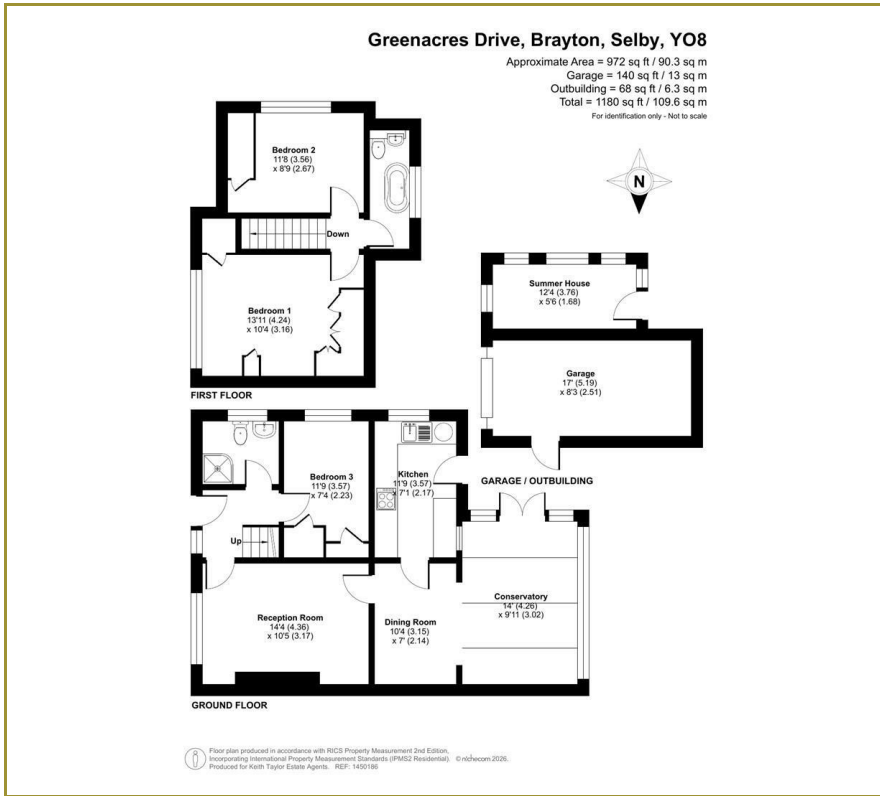 Greenacres Drive, Brayton, Selby, YO8
Approximate Area = 972 sq ft / 90.3 sq m
Garage = 140 sq ft / 13 sq m
Outbuilding = 68 sq ft / 6.3 sq m
Total = 1180 sq ft / 109.6 sq m
For identification only - Not to scale
N
Bedroom 2
11'8 (3.56)
x 8'9 (2.67)
Down
Bedroom 1
13'11 (4.24)
x 10'4 (3.16)
FIRST FLOOR
Summer House
12'4 (3.76)
x 5'6 (1.68)
Garage
17' (5.19)
x 8'3 (2.51)
GARAGE / OUTBUILDING
Bedroom 3
11'9 (3.57)
x 7'4 (2.23)
Kitchen
11'9 (3.57)
x 7'1 (2.17)
Up
Reception Room
14'4 (4.36)
x 10'5 (3.17)
Dining Room
10'4 (3.15)
x 7' (2.14)
Conservatory
14' (4.26)
x 9'11 (3.02)
GROUND FLOOR
Floor plan produced in accordance with RICS Property Measurement 2nd Edition,
Incorporating International Property Measurement Standards (IPMS2 Residential). © nichecom 2026.
Produced for Keith Taylor Estate Agents. REF: 1450186